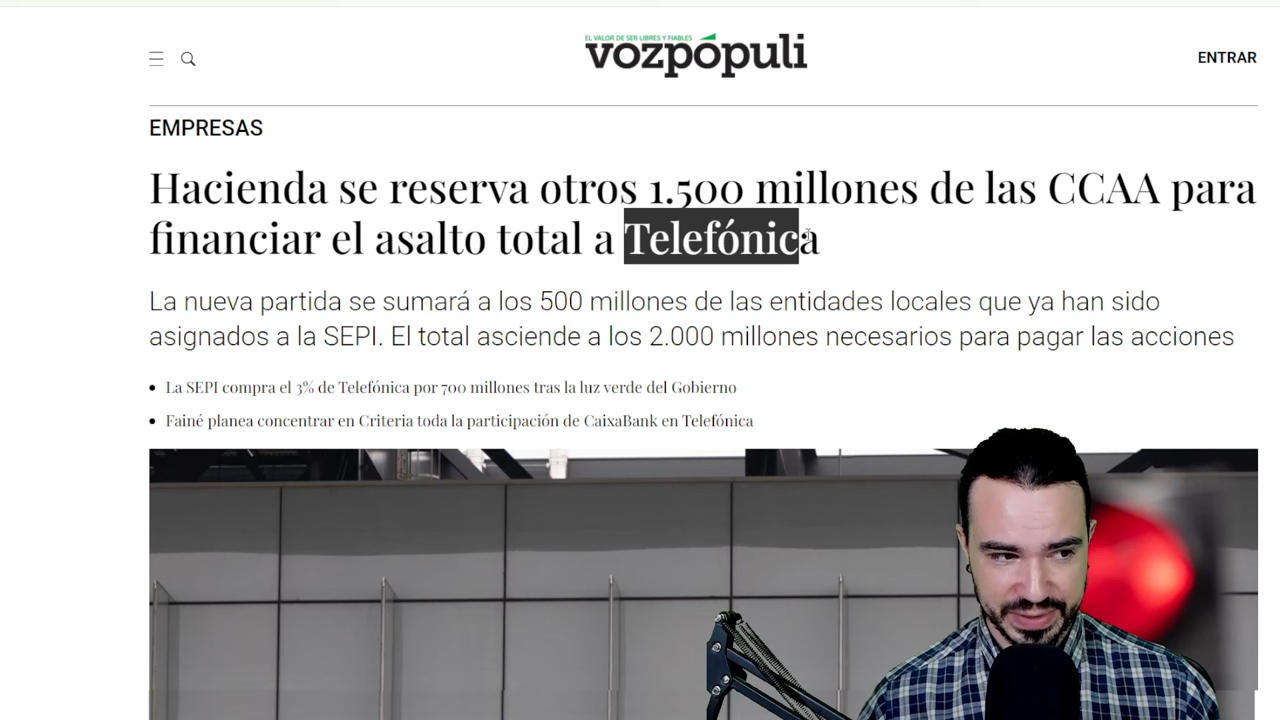 EL VALOR DE SER LIBRES Y FIABLES
vozpópuli
ENTRAR
EMPRESAS
Hacienda se reserva otros 1.500 millones de las CCAA para
financiar el asalto total a Telefónica
La nueva partida se sumará a los 500 millones de las entidades locales que ya han sido
asignados a la SEPI. El total asciende a los 2.000 millones necesarios para pagar las acciones
La SEPI compra el 3% de Telefónica por 700 millones tras la luz verde del Gobierno
Fainé planea concentrar en Criteria toda la participación de CaixaBank en Telefónica